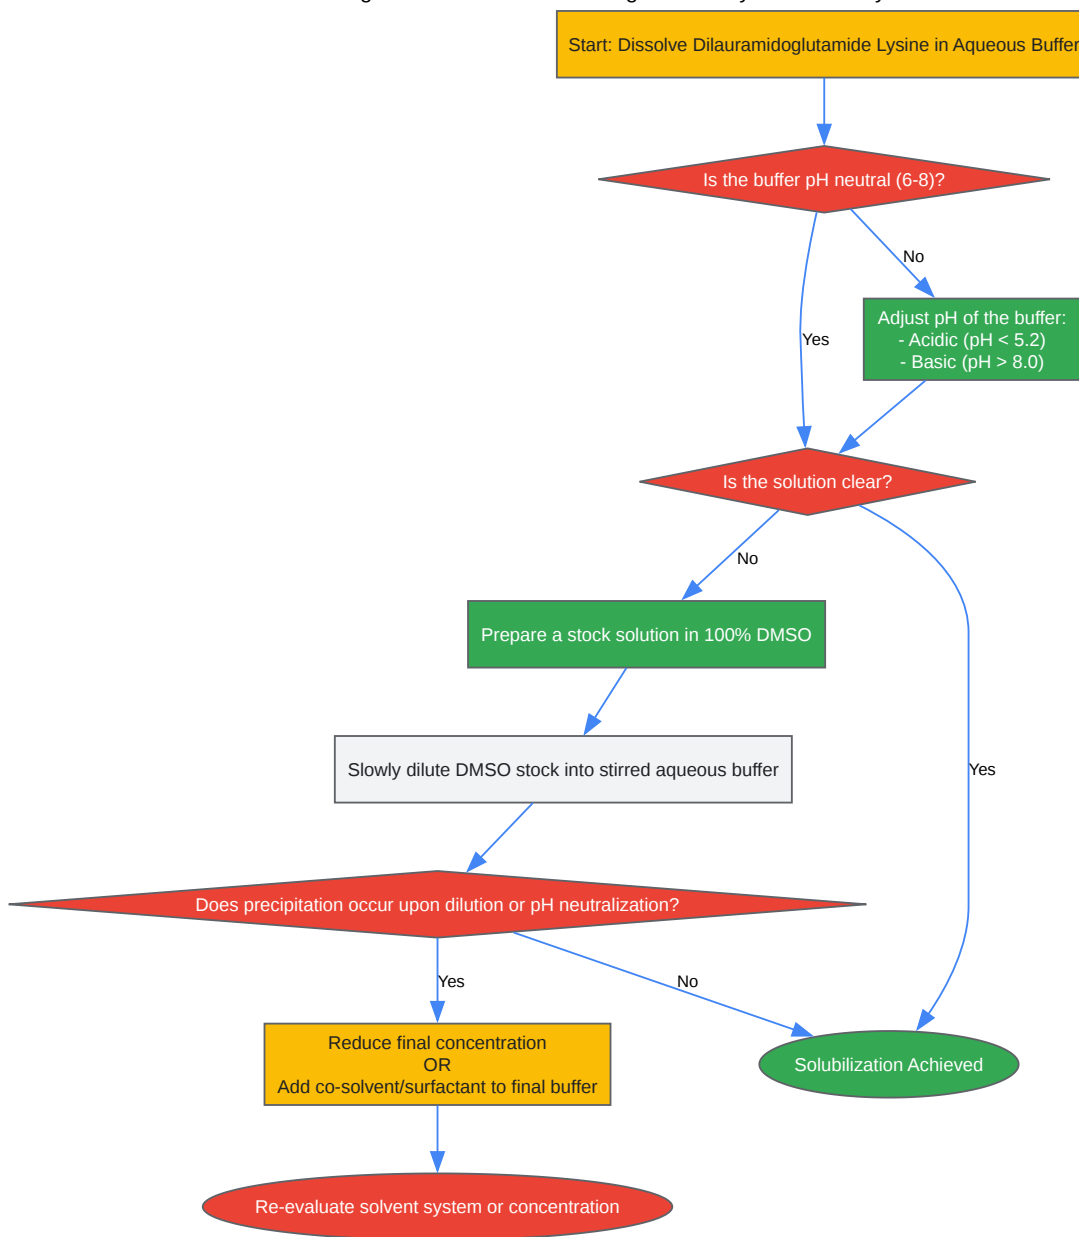 Start: Dissolve Dilauramidoglutamide Lysine in Aqueous Buffer
Is the buffer pH neutral (6-8)?
No
Adjust pH of the buffer:
- Acidic (pH < 5.2)
- Basic (pH > 8.0)
Yes
Is the solution clear?
No
Prepare a stock solution in 100% DMSO
Slowly dilute DMSO stock into stirred aqueous buffer
Yes
Does precipitation occur upon dilution or pH neutralization?
Yes
No
Reduce final concentration
OR
Add co-solvent/surfactant to final buffer
Solubilization Achieved
Re-evaluate solvent system or concentration